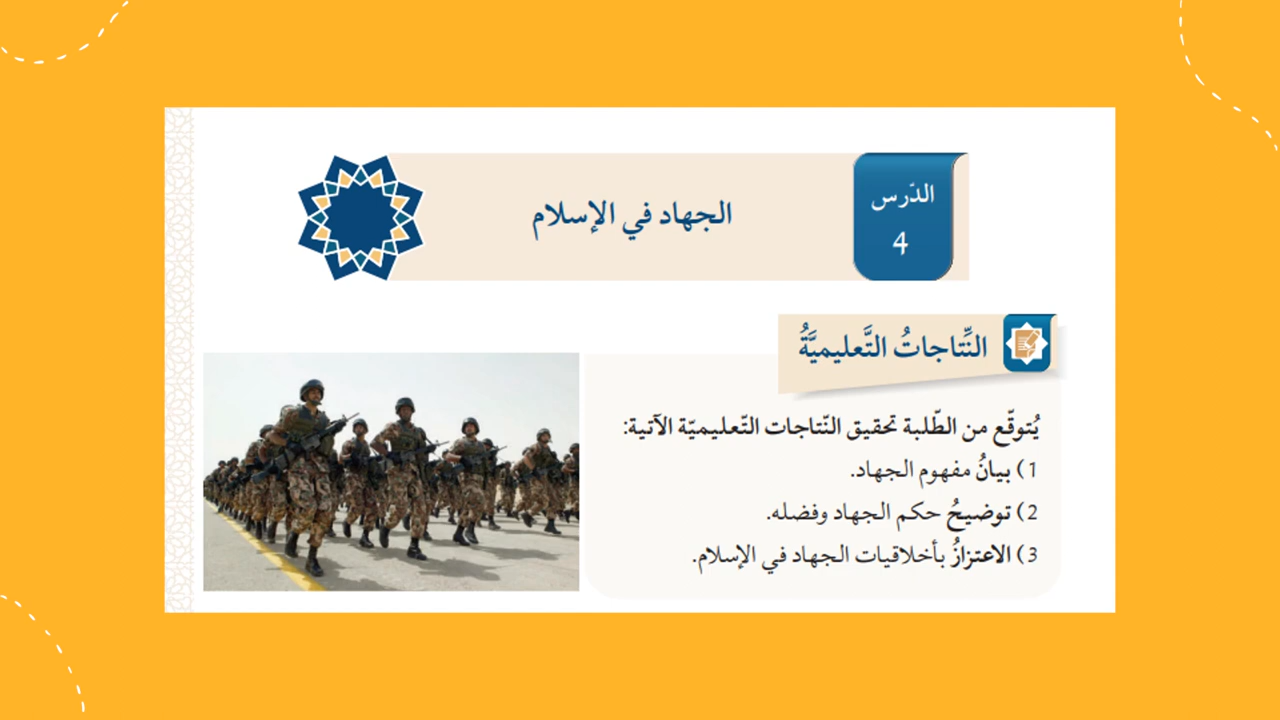 الدّرس
4
الجهاد في الإسلام
النِّتاجاتُ التَّعليميَّةُ
يُتوقّع من الطّلبة تحقيق النّتاجات التّعليميّة الآتية:
1) بيانُ مفهوم الجهاد.
2) توضيحُ حكم الجهاد وفضله.
3) الاعتزازُ بأخلاقيات الجهاد في الإسلام.